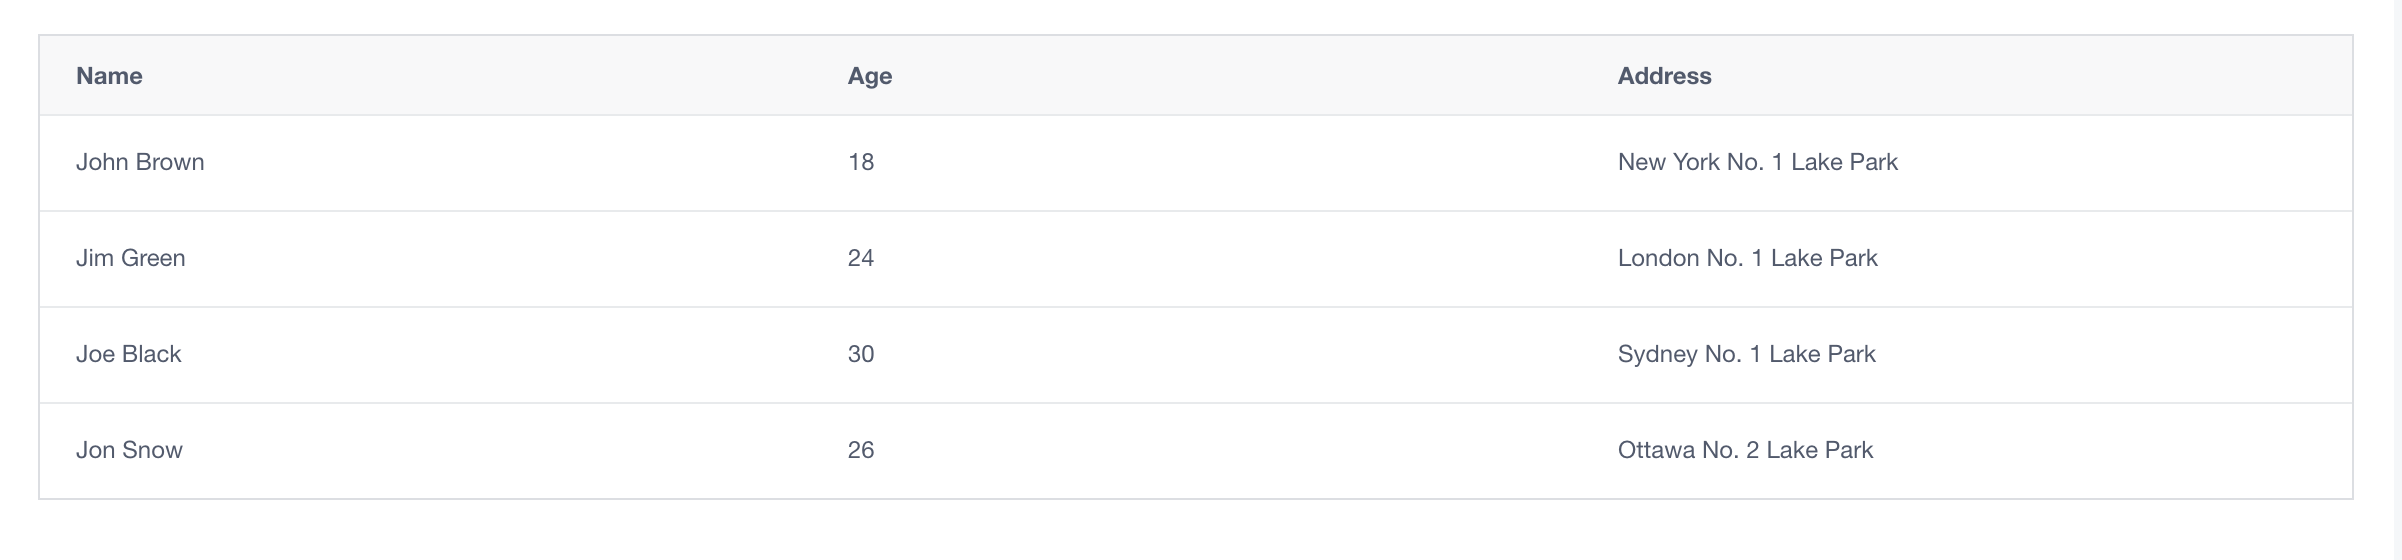 Name Age Address
John Brown 18 New York No. 1 Lake Park
Jim Green 24 London No. 1 Lake Park
Joe Black 30 Sydney No. 1 Lake Park
Jon Snow 26 Ottawa No. 2 Lake Park